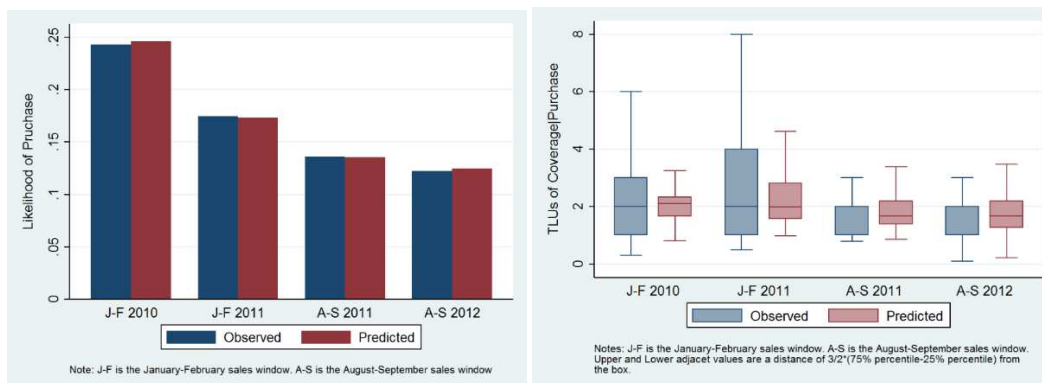 Likelihood of Pruchase
.25
.2
.15
.1
.05
0
J-F 2010
J-F 2011
A-S 2011
A-S 2012
Observed
Predicted
Note: J-F is the January-February sales window. A-S is the August-September sales window
TLUs of Coverage|Purchase
8
6
4
2
0
J-F 2010
J-F 2011
A-S 2011
A-S 2012
Observed
Predicted
Notes: J-F is the January-February sales window. A-S is the August-September sales window.
Upper and Lower adjacet values are a distance of 3/2*(75% percentile-25% percentile) from
the box.